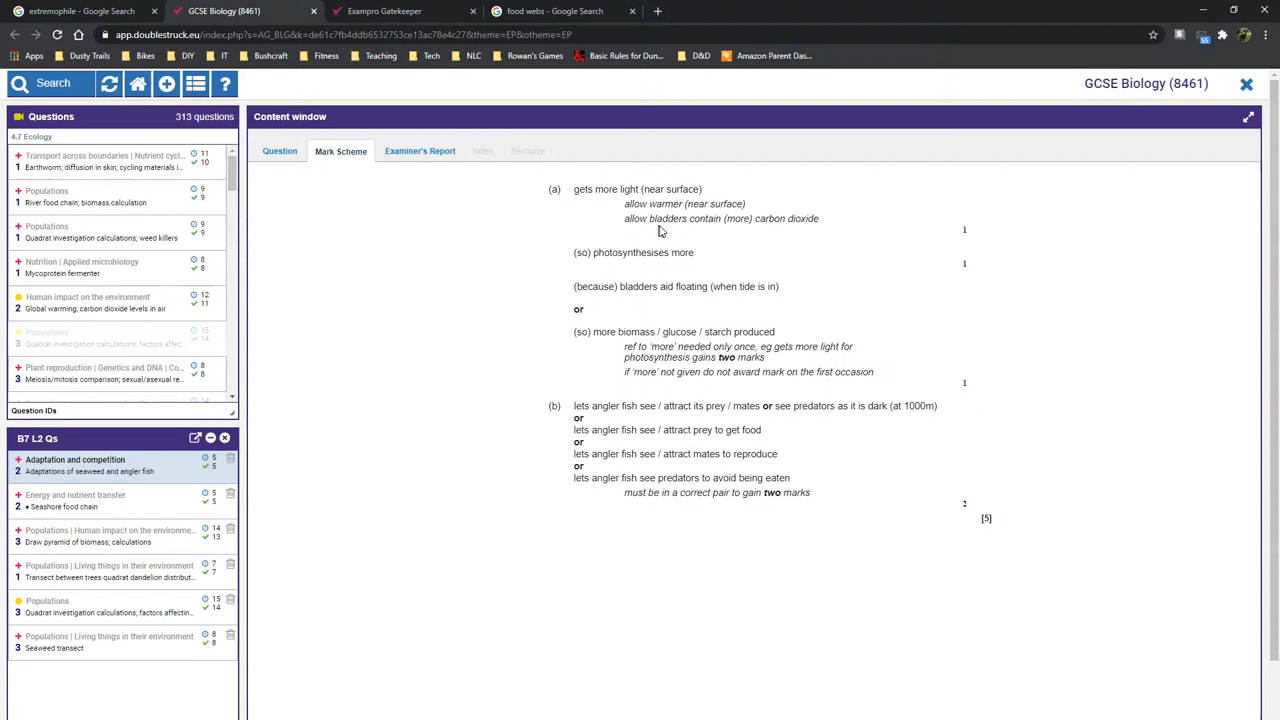 extremophile - Google Search
GCSE Biology (8461)
Exampro Gatekeeper
food webs - Google Search
app.doublestruck.eu/index.php?s=AG_8LG&k=de61c7fb4ddb6532753ce13ac78e4c27&theme=EP&otheme=EP
55
Apps
Dusty Trails
Bikes
DIY
IT
Bushcraft
Fitness
Teaching
Tech
NLC
Rowan's Games
Basic Rules for Dun...
D&D
Amazon Parent Das...
Search
?
GCSE Biology (8461)
Questions
313 questions
4.7 Ecology
Transport across boundaries | Nutrient cycl... 11
1 Earthworm; diffusion in skin; cycling materials i... 10
Populations 9
1 River food chain; biomass calculation 9
Populations 9
1 Quadrat investigation calculations; weed killers 9
Nutrition | Applied microbiology 8
1 Mycoprotein fermenter 8
Human impact on the environment 12
2 Global warming; carbon dioxide levels in air 11
Populations 15
3 Quadrat investigation calculations; factors affec... 14
Plant reproduction | Genetics and DNA | Co... 8
3 Meiosis/mitosis comparison; sexual/asexual re... 8
Question IDs
B7 L2 Qs
Adaptation and competition 5
2 Adaptations of seaweed and angler fish 5
Energy and nutrient transfer 5
2 • Seashore food chain 5
Populations | Human impact on the environme... 14
3 Draw pyramid of biomass; calculations 13
Populations | Living things in their environment 7
1 Transect between trees quadrat dandelion distribut... 7
Populations 15
3 Quadrat investigation calculations; factors affectin... 14
Populations | Living things in their environment 8
3 Seaweed transect 8
Content window
Question
Mark Scheme
Examiner's Report
Notes
Recourse
(a) gets more light (near surface)
allow warmer (near surface)
allow bladders contain (more) carbon dioxide
1
(so) photosynthesises more
1
(because) bladders aid floating (when tide is in)
or
(so) more biomass / glucose / starch produced
ref to 'more' needed only once, eg gets more light for
photosynthesis gains two marks
if 'more' not given do not award mark on the first occasion
1
(b) lets angler fish see / attract its prey / mates or see predators as it is dark (at 1000m)
or
lets angler fish see / attract prey to get food
or
lets angler fish see / attract mates to reproduce
or
lets angler fish see predators to avoid being eaten
must be in a correct pair to gain two marks
2
[5]